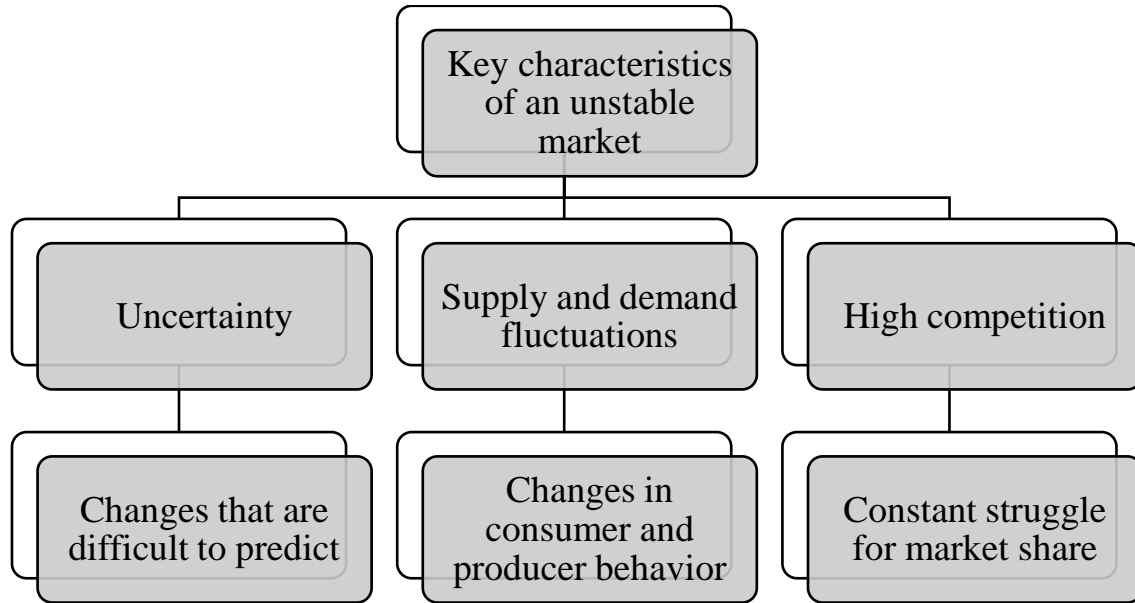 Key characteristics
of an unstable
market
Uncertainty
Supply and demand
fluctuations
High competition
Changes that are
difficult to predict
Changes in
consumer and
producer behavior
Constant struggle
for market share